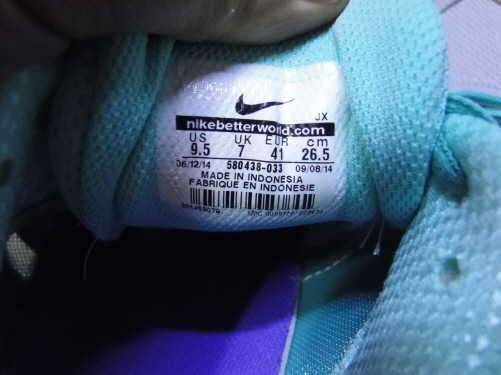 JX
nikebetterworld.com
US UK EUR cm
9.5 7 41 26.5
06/12/14 580438-033 09/08/14
MADE IN INDONESIA
FABRIQUE EN INDONESIE